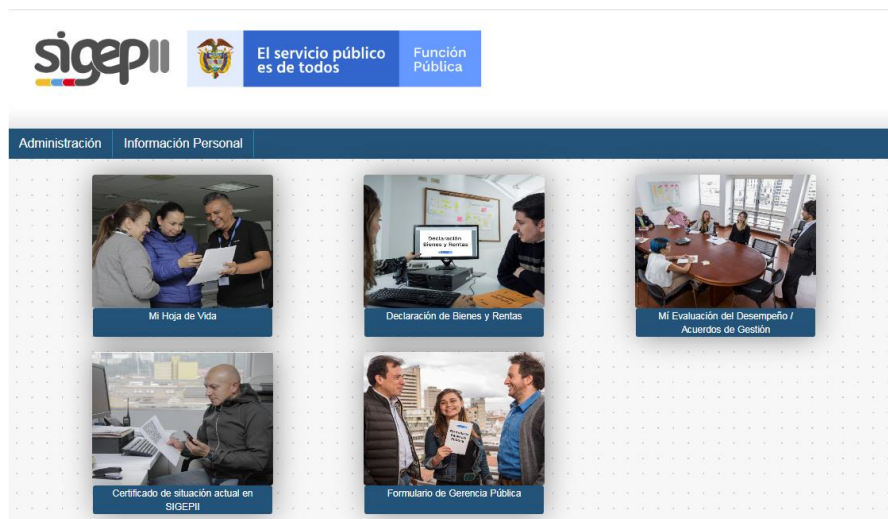 sigepII
El servicio público
es de todos
Función
Pública
Administración
Información Personal
Declaración
Bienes y Rentas
Mi Hoja de Vida
Declaración de Bienes y Rentas
Mí Evaluación del Desempeño /
Acuerdos de Gestión
Certificado de situación actual en
SIGEPII
Formulario de Gerencia Pública